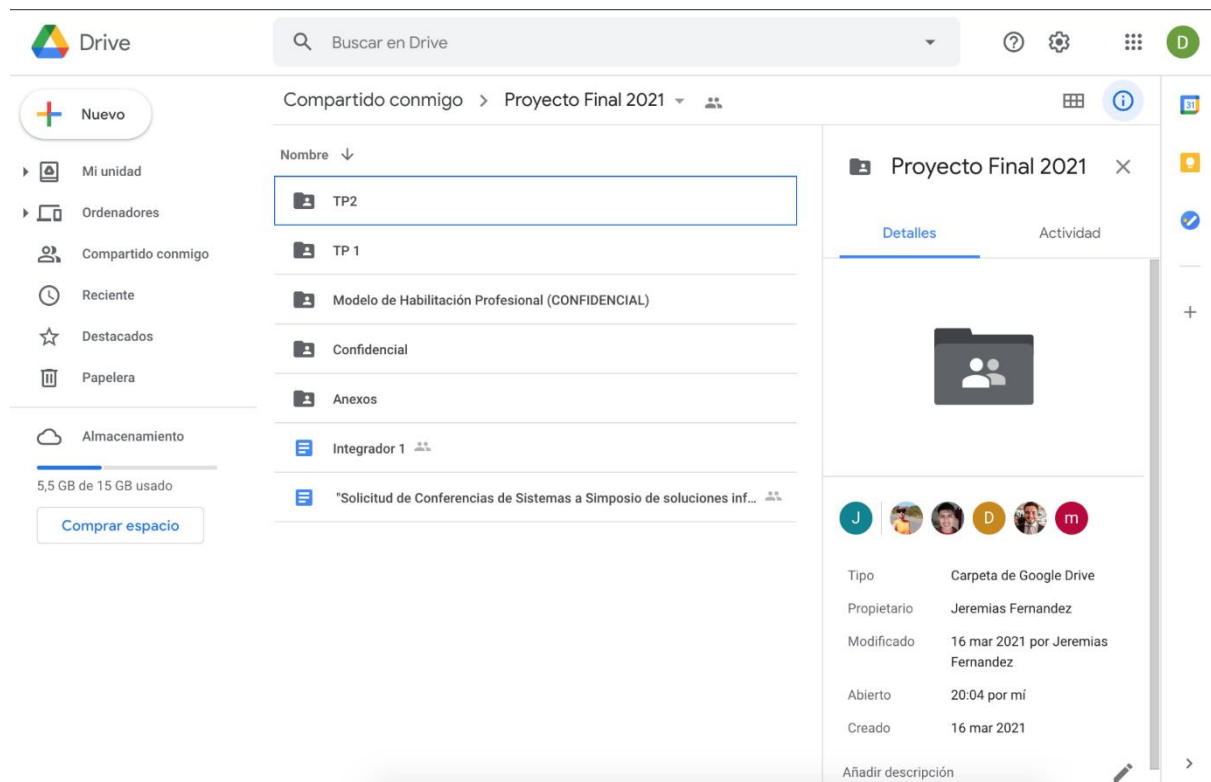 Drive
Buscar en Drive
D
Nuevo
Mi unidad
Ordenadores
Compartido conmigo
Reciente
Destacados
Papelera
Almacenamiento
5,5 GB de 15 GB usado
Comprar espacio
Compartido conmigo > Proyecto Final 2021
Nombre
TP2
TP 1
Modelo de Habilitación Profesional (CONFIDENCIAL)
Confidencial
Anexos
Integrador 1
"Solicitud de Conferencias de Sistemas a Simposio de soluciones inf...
Proyecto Final 2021
Detalles Actividad
J D m
Tipo Carpeta de Google Drive
Propietario Jeremias Fernandez
Modificado 16 mar 2021 por Jeremias
Fernandez
Abierto 20:04 por mí
Creado 16 mar 2021
Añadir descripción
31